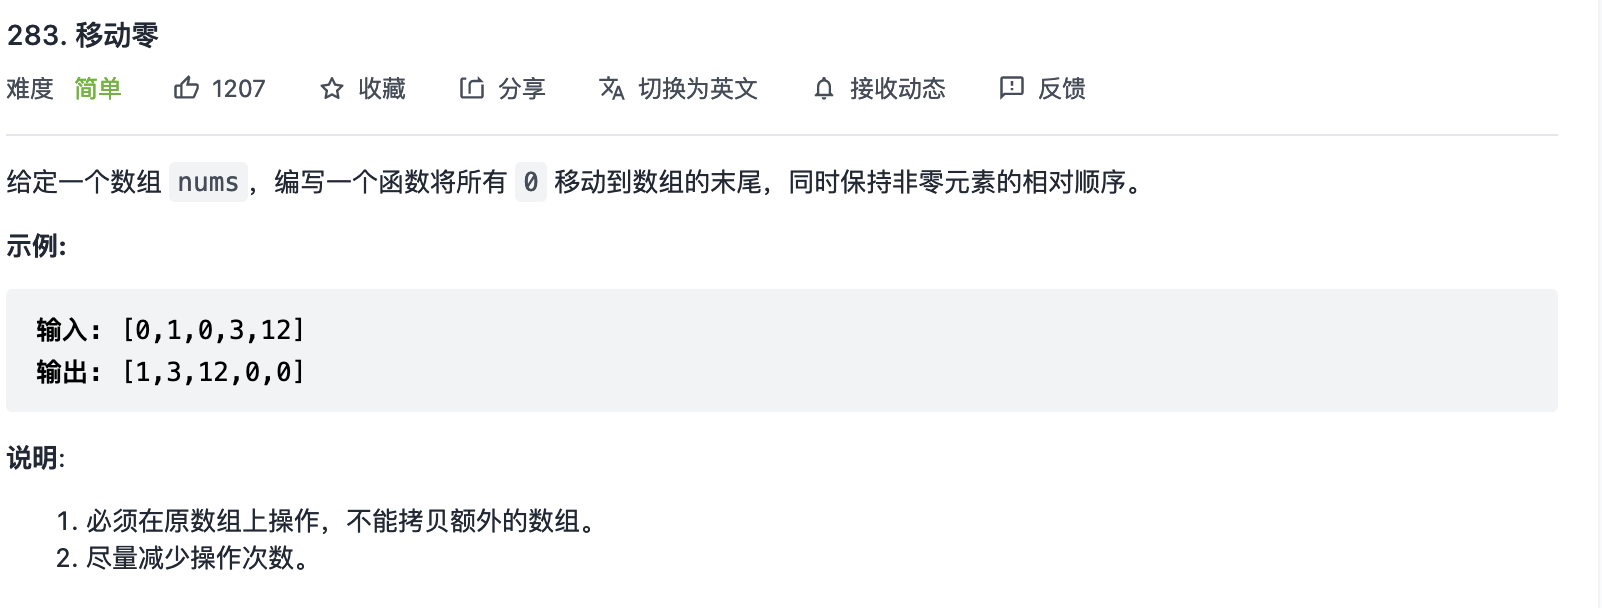 283. 移动零
难度 简单 1207 收藏 分享 切换为英文 接收动态 反馈
给定一个数组 nums，编写一个函数将所有 0 移动到数组的末尾，同时保持非零元素的相对顺序。
示例:
输入: [0,1,0,3,12]
输出: [1,3,12,0,0]
说明:
1. 必须在原数组上操作，不能拷贝额外的数组。
2. 尽量减少操作次数。